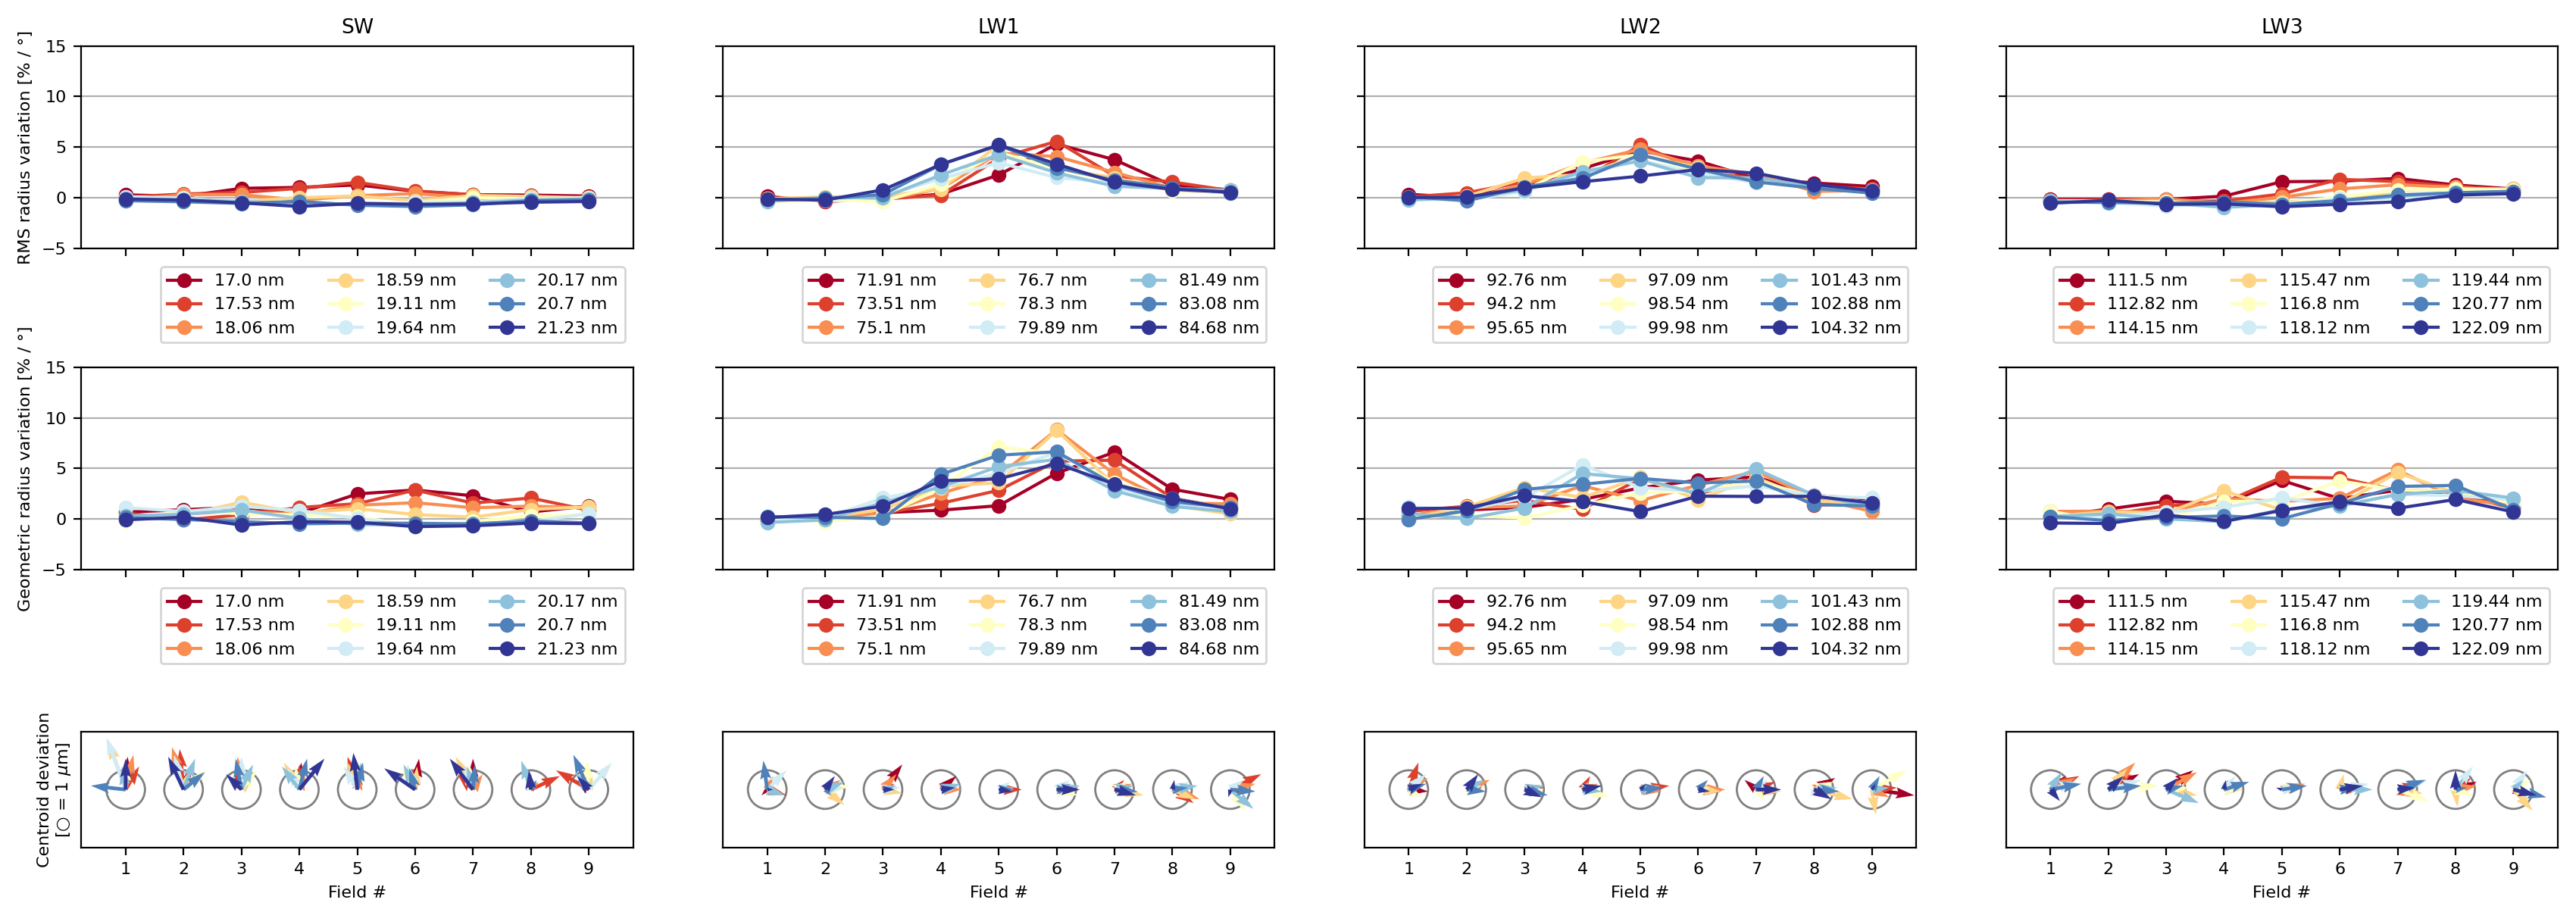 SW LW1 LW2 LW3
RMS radius variation [% / °]
15
10
5
0
−5
17.0 nm 18.59 nm 20.17 nm
17.53 nm 19.11 nm 20.7 nm
18.06 nm 19.64 nm 21.23 nm
71.91 nm 76.7 nm 81.49 nm
73.51 nm 78.3 nm 83.08 nm
75.1 nm 79.89 nm 84.68 nm
92.76 nm 97.09 nm 101.43 nm
94.2 nm 98.54 nm 102.88 nm
95.65 nm 99.98 nm 104.32 nm
111.5 nm 115.47 nm 119.44 nm
112.82 nm 116.8 nm 120.77 nm
114.15 nm 118.12 nm 122.09 nm
Geometric radius variation [% / °]
15
10
5
0
−5
17.0 nm 18.59 nm 20.17 nm
17.53 nm 19.11 nm 20.7 nm
18.06 nm 19.64 nm 21.23 nm
71.91 nm 76.7 nm 81.49 nm
73.51 nm 78.3 nm 83.08 nm
75.1 nm 79.89 nm 84.68 nm
92.76 nm 97.09 nm 101.43 nm
94.2 nm 98.54 nm 102.88 nm
95.65 nm 99.98 nm 104.32 nm
111.5 nm 115.47 nm 119.44 nm
112.82 nm 116.8 nm 120.77 nm
114.15 nm 118.12 nm 122.09 nm
Centroid deviation
[○ = 1 μm]
1 2 3 4 5 6 7 8 9
Field #
1 2 3 4 5 6 7 8 9
Field #
1 2 3 4 5 6 7 8 9
Field #
1 2 3 4 5 6 7 8 9
Field #